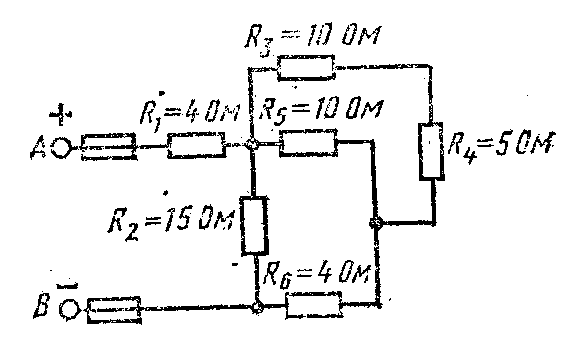 R3 = 10 Ом
+
R1 = 4 Ом
R5 = 10 Ом
A
R4 = 5 Ом
R2 = 15 Ом
R6 = 4 Ом
−
B